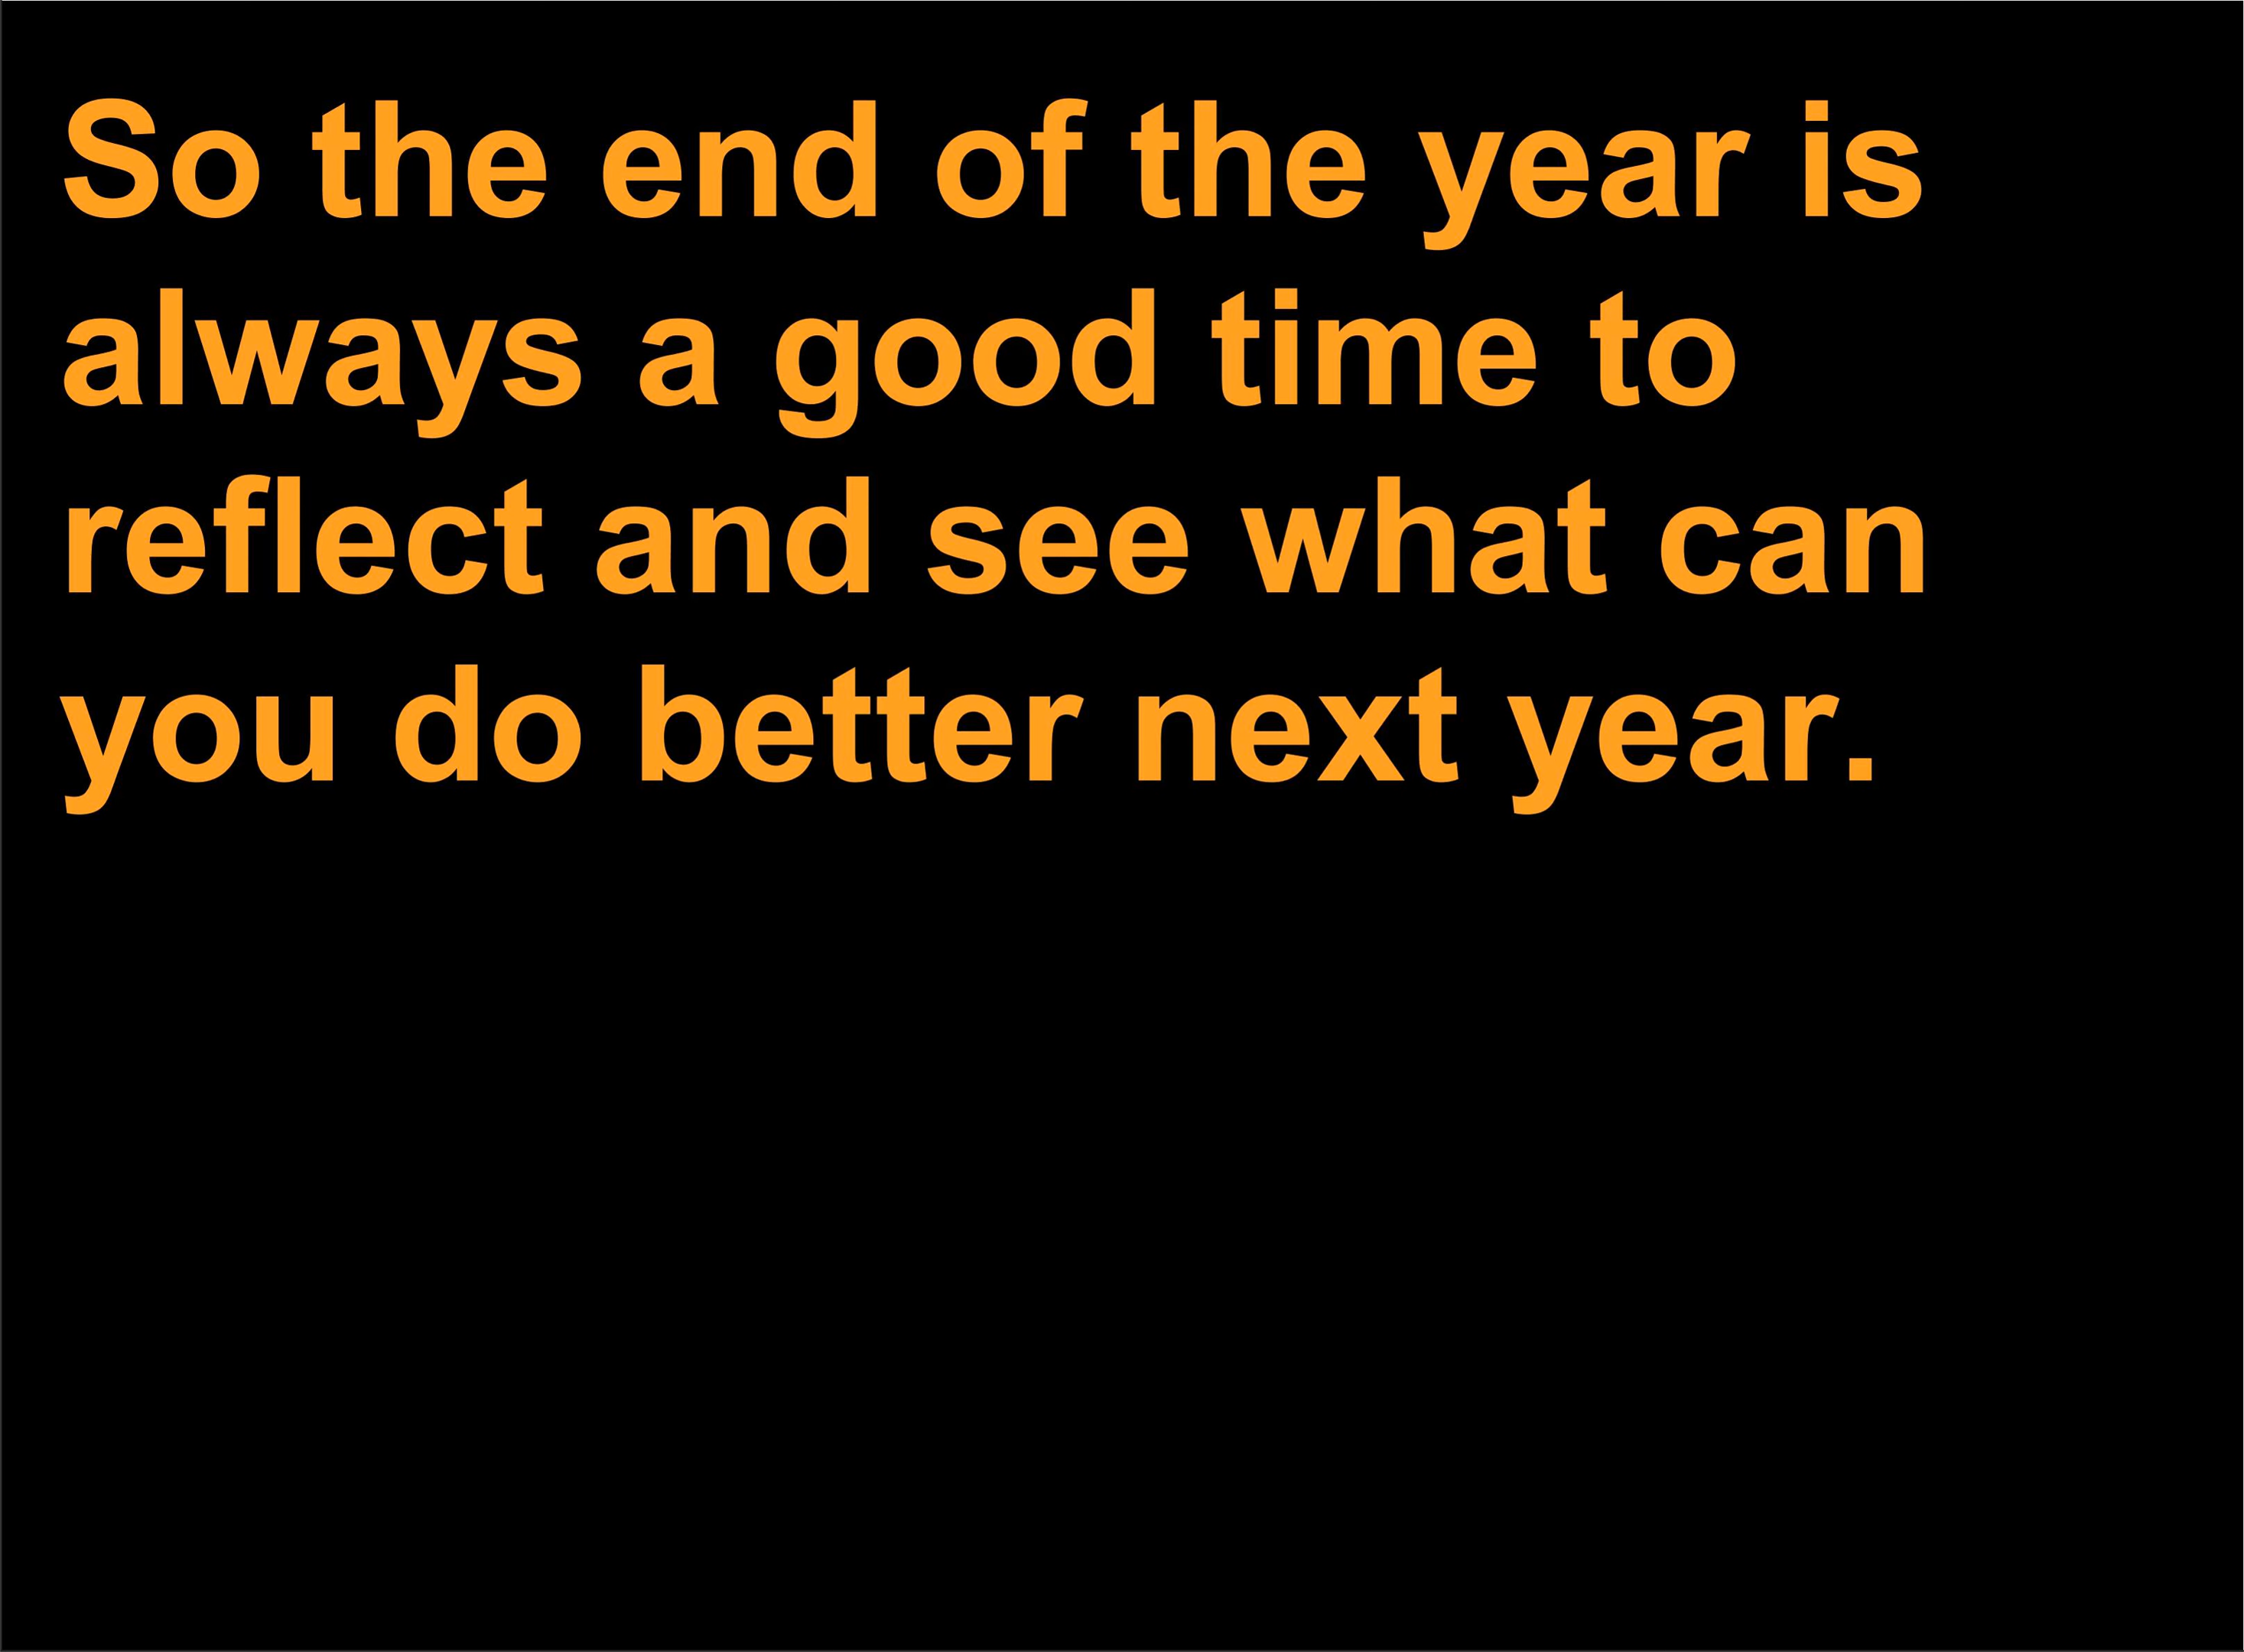 So the end of the year is
always a good time to
reflect and see what can
you do better next year.